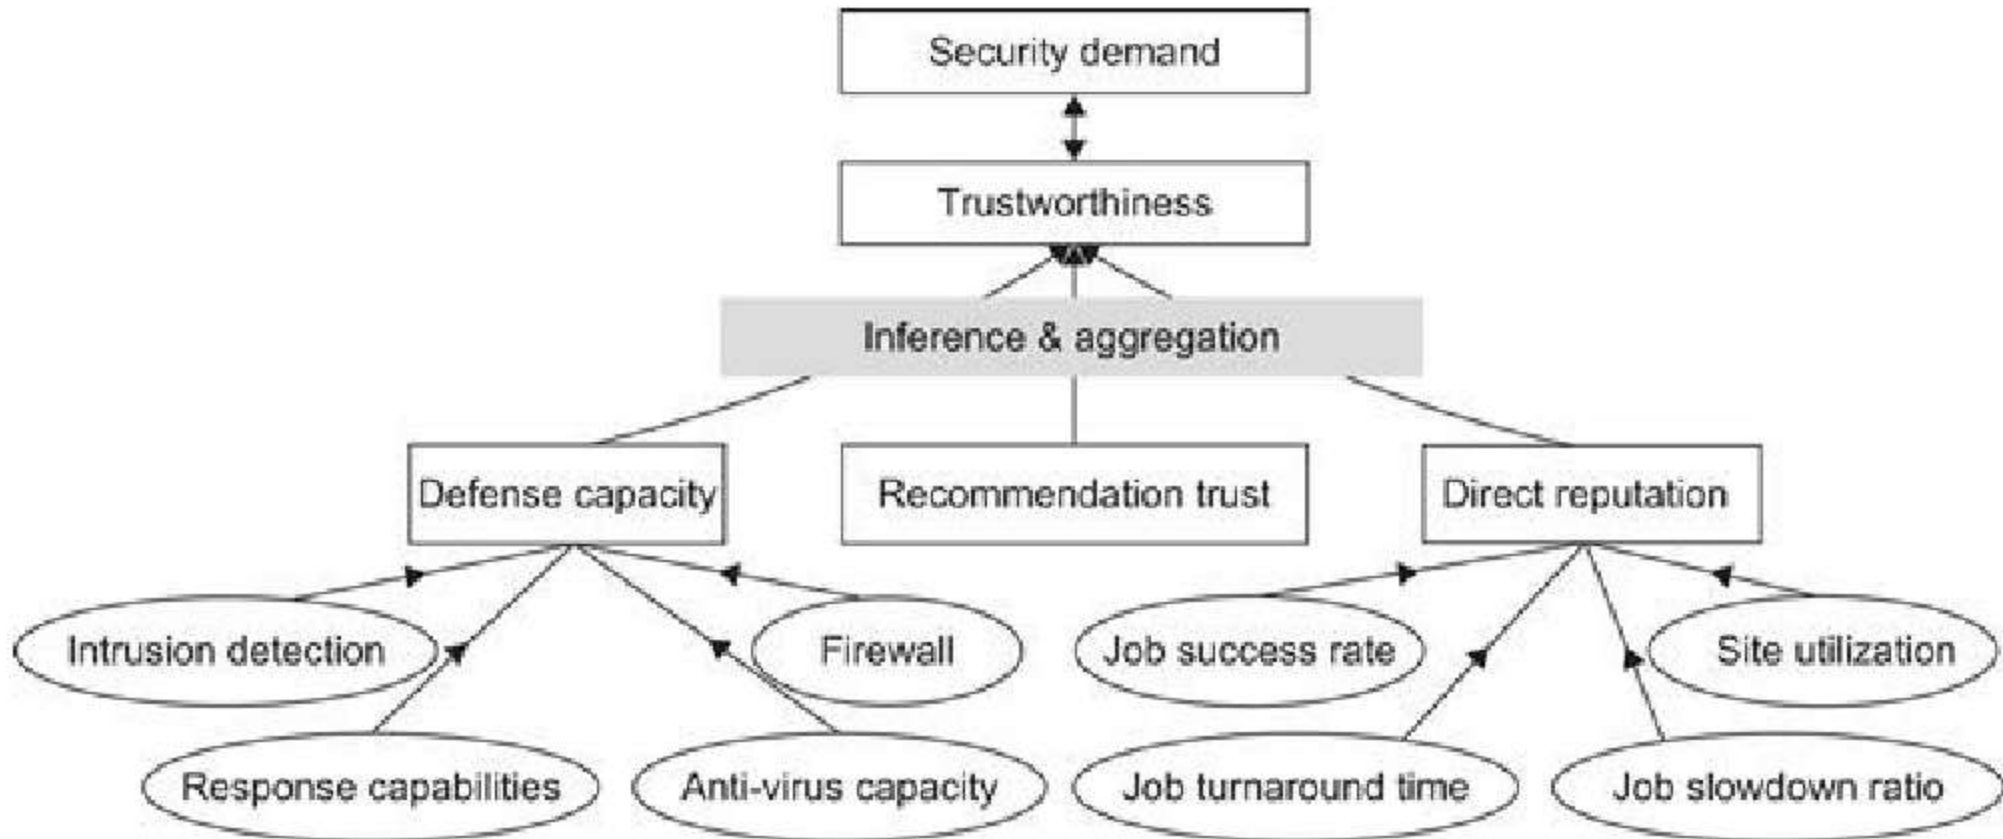 Security demand
Trustworthiness
Inference & aggregation
Defense capacity
Recommendation trust
Direct reputation
Intrusion detection
Firewall
Job success rate
Site utilization
Response capabilities
Anti-virus capacity
Job turnaround time
Job slowdown ratio